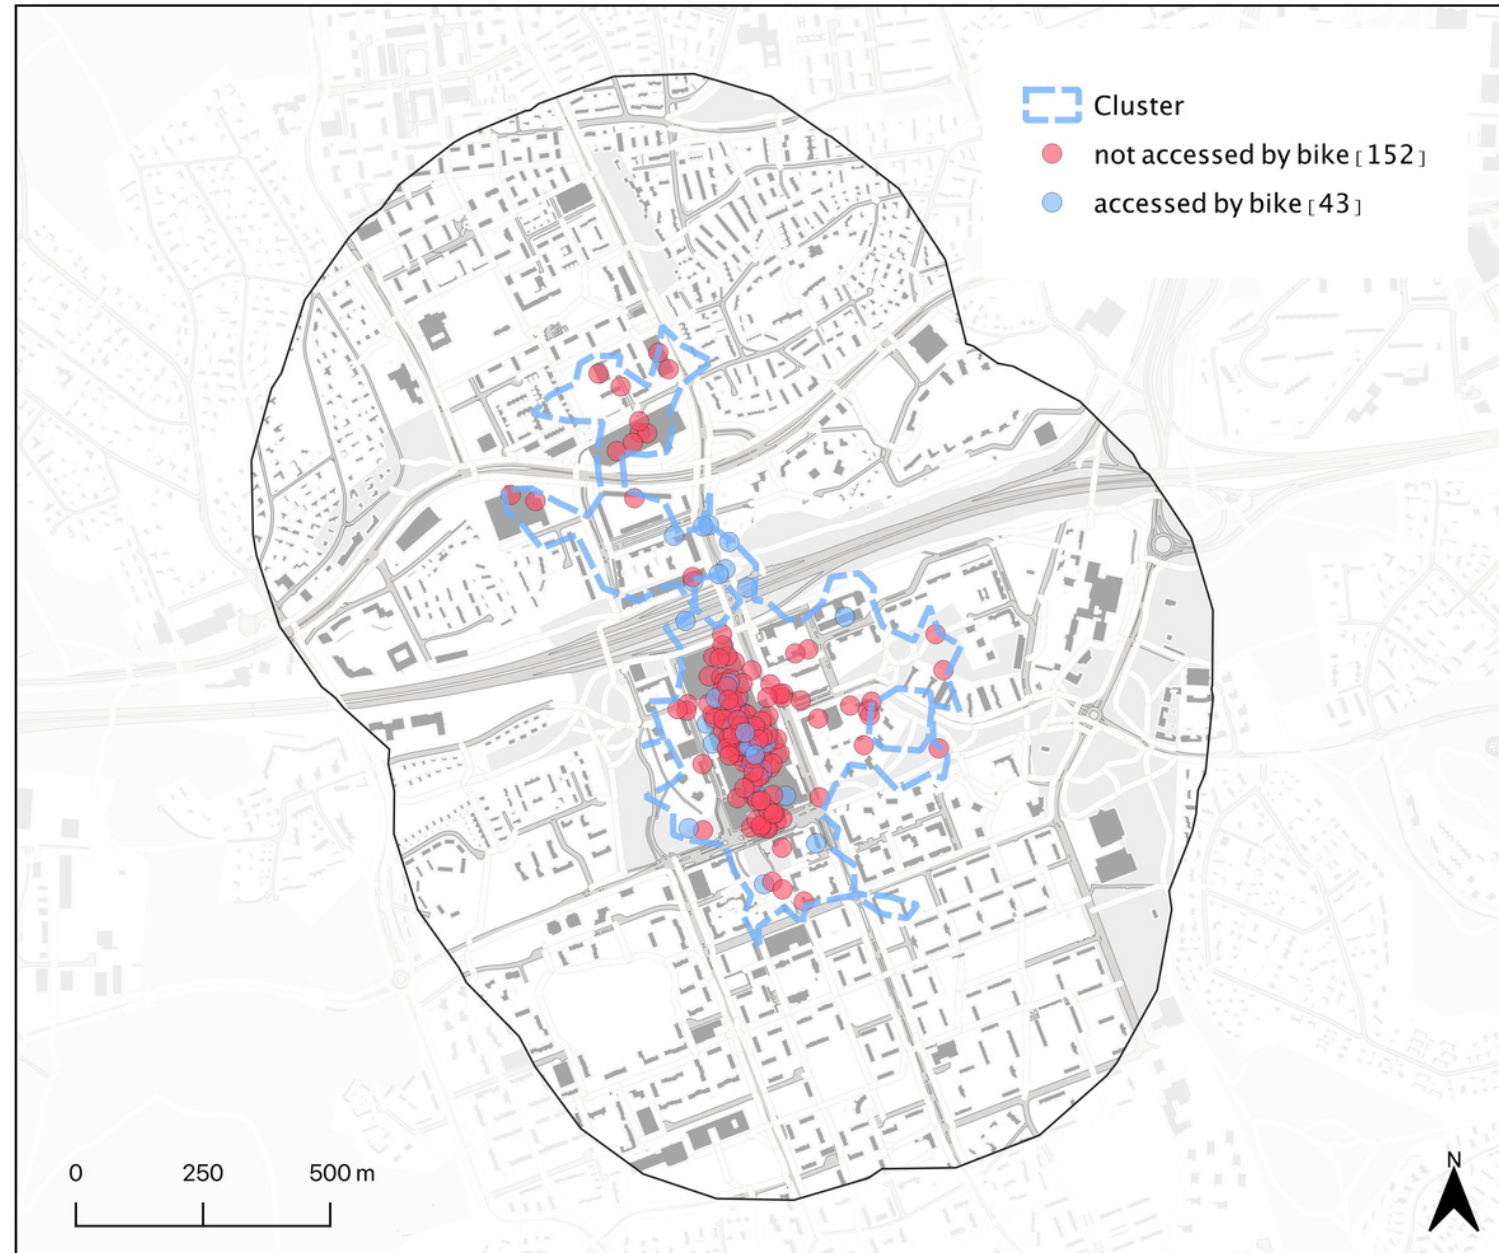 Cluster
not accessed by bike [152]
accessed by bike [43]
0 250 500 m
N